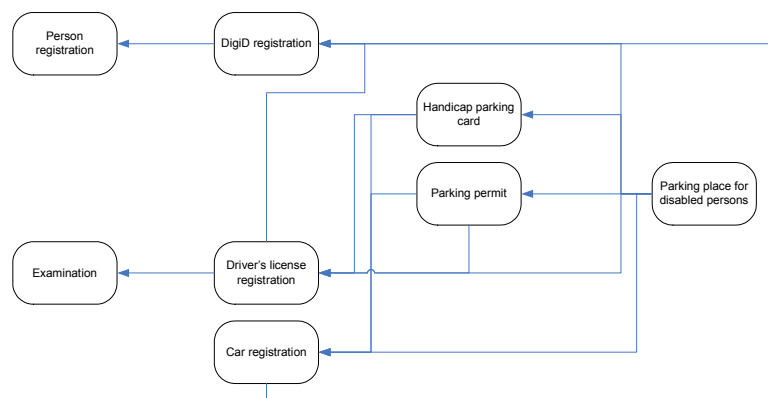 Person
registration
DigiD registration
Handicap parking
card
Parking permit
Parking place for
disabled persons
Examination
Driver's license
registration
Car registration